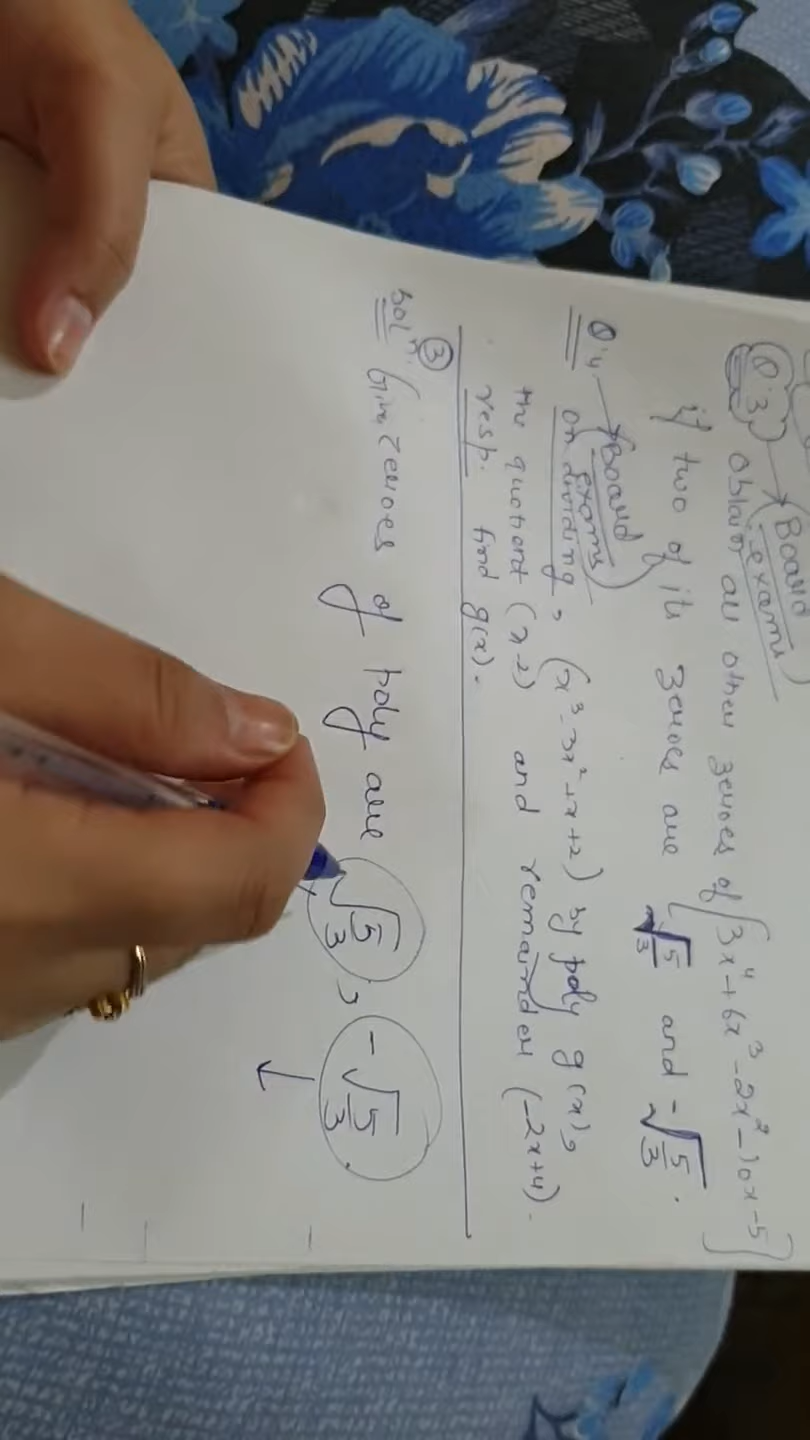 Q.3) → (Board exams)
obtain all other zeroes of [3x⁴+6x³-2x²-10x-5]
if two of its zeroes are √5/3 and -√5/3.
Q.4 → (Board exams)
on dividing, (x³-3x²+x+2) by poly g(x),
the quotient (x-2) and remainder (-2x+4)
resp. find g(x).
③
Solⁿ. zeroes of poly are √5/3, -√5/3.